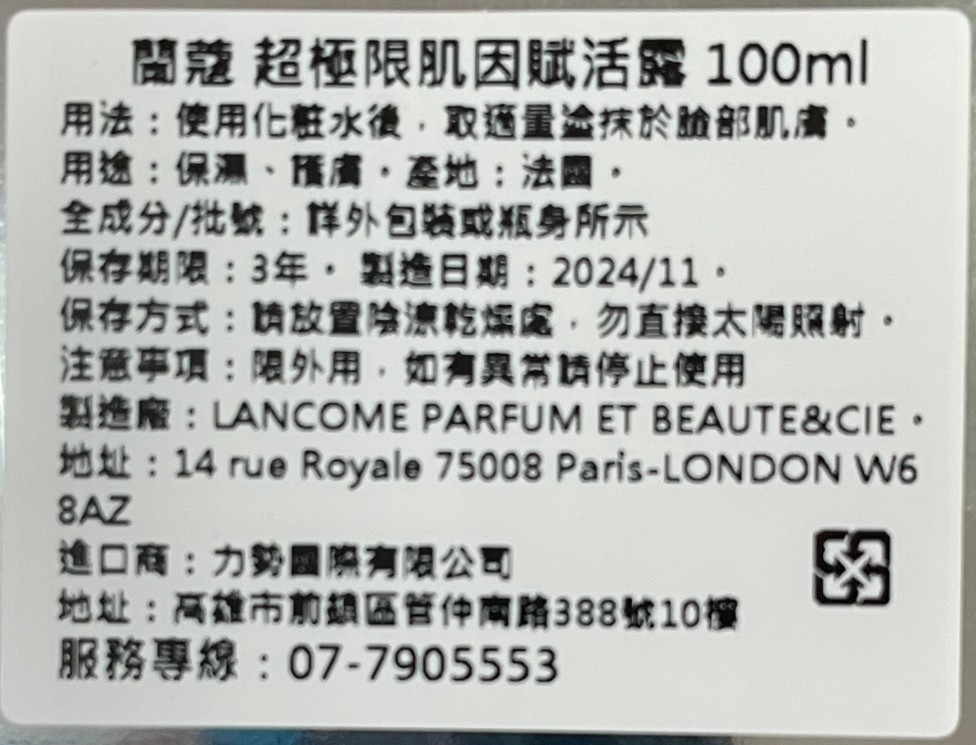 蘭蔻 超極限肌因賦活露 100ml
用法：使用化粧水後，取適量塗抹於臉部肌膚。
用途：保濕、護膚。產地：法國。
全成分/批號：詳外包裝或瓶身所示
保存期限：3年。 製造日期：2024/11。
保存方式：請放置陰涼乾燥處，勿直接太陽照射。
注意事項：限外用，如有異常請停止使用
製造廠：LANCOME PARFUM ET BEAUTE&CIE。
地址：14 rue Royale 75008 Paris-LONDON W6
8AZ
進口商：力勢國際有限公司
地址：高雄市前鎮區管仲南路388號10樓
服務專線：07-7905553